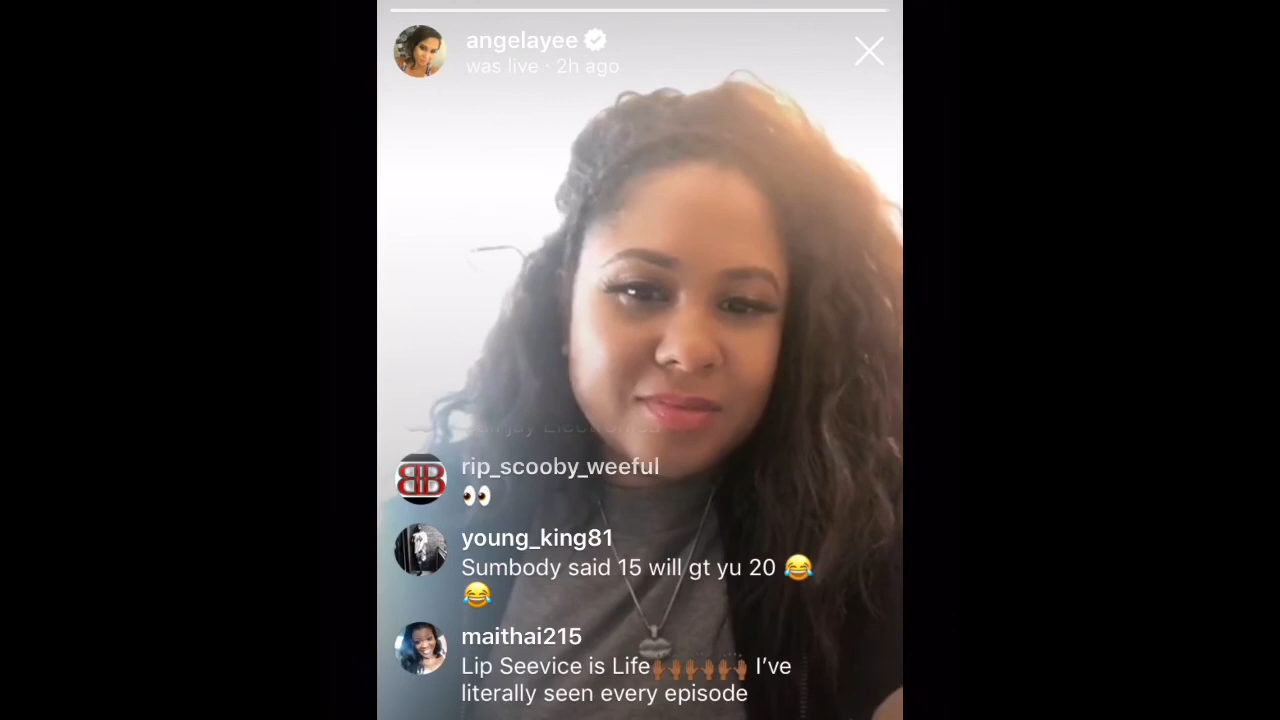 angelayee
was live · 2h ago
rip_scooby_weeful
👀
young_king81
Sumbody said 15 will gt yu 20 😂
😂
maithai215
Lip Seevice is Life🙌🏾🙌🏾🙌🏾 I’ve
literally seen every episode